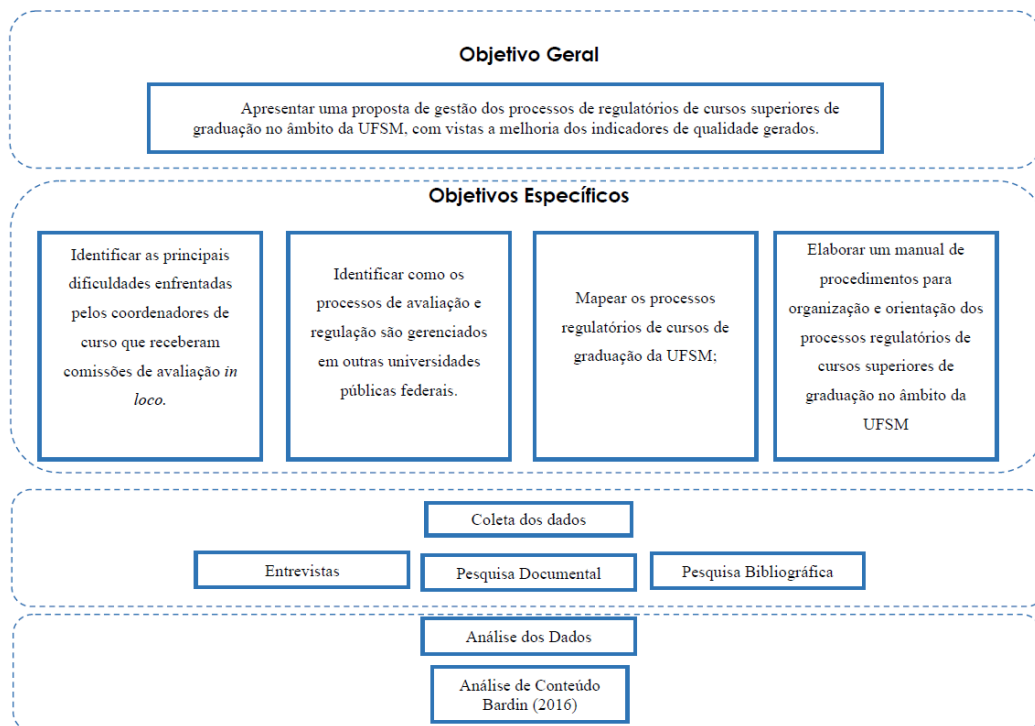 Objetivo Geral
Apresentar uma proposta de gestão dos processos de regulatórios de cursos superiores de
graduação no âmbito da UFSM, com vistas a melhoria dos indicadores de qualidade gerados.
Objetivos Específicos
Identificar as principais
dificuldades enfrentadas
pelos coordenadores de
curso que receberam
comissões de avaliação in
loco.
Identificar como os
processos de avaliação e
regulação são gerenciados
em outras universidades
públicas federais.
Mapear os processos
regulatórios de cursos de
graduação da UFSM;
Elaborar um manual de
procedimentos para
organização e orientação dos
processos regulatórios de
cursos superiores de
graduação no âmbito da
UFSM
Coleta dos dados
Entrevistas
Pesquisa Documental
Pesquisa Bibliográfica
Análise dos Dados
Análise de Conteúdo
Bardin (2016)